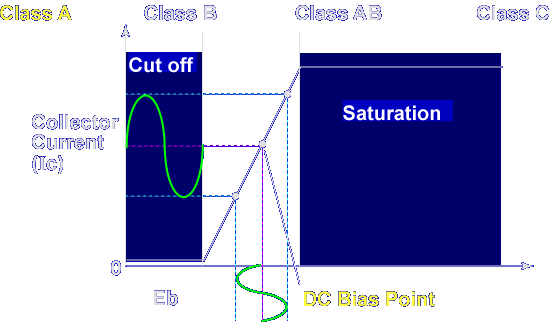 Class A Class B Class AB Class C
Cut off
Saturation
Collector
Current
(Ic)
0
Eb
DC Bias Point